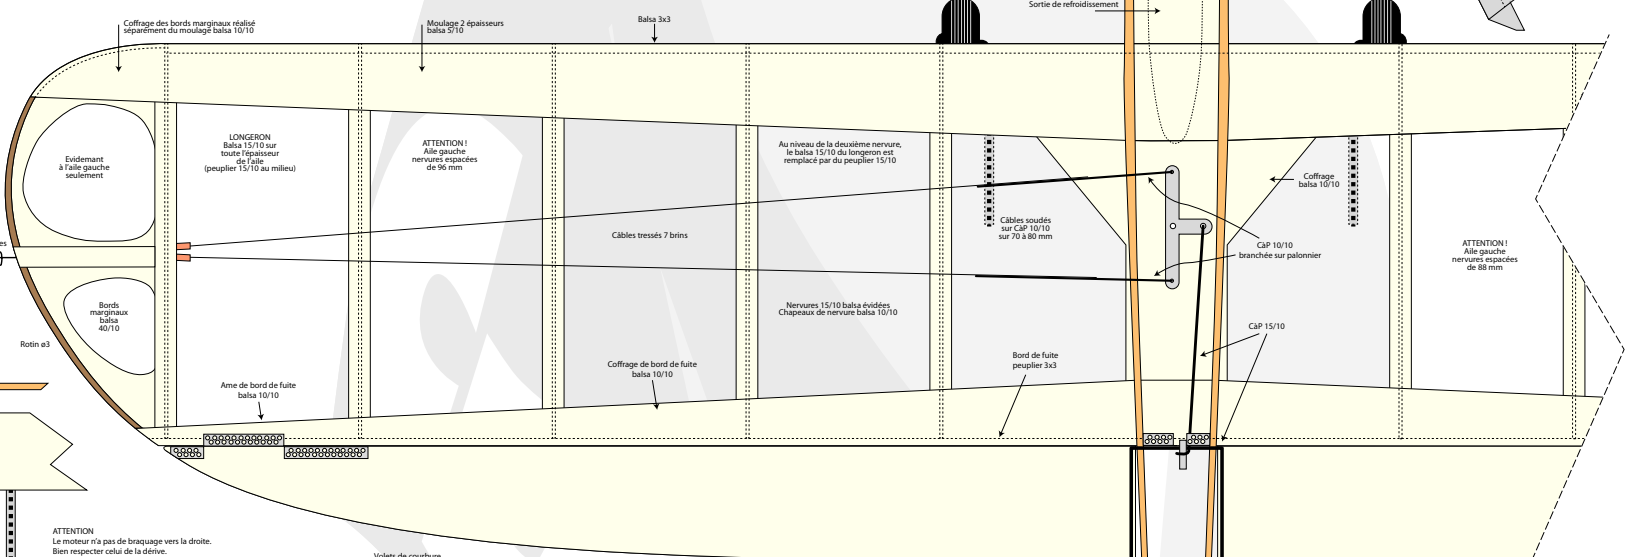 Sortie de refroidissement
Coffrage des bords marginaux réalisé
séparément du moulage balsa 10/10
Moulage 2 épaisseurs
balsa 5/10
Balsa 3x3
Evidemant
à l'aile gauche
seulement
LONGERON
Balsa 15/10 sur
toute l'épaisseur
de l'aile
(peuplier 15/10 au milieu)
ATTENTION !
Aile gauche
nervures espacées
de 96 mm
Au niveau de la deuxième nervure,
le balsa 15/10 du longeron est
remplacé par du peuplier 15/10
Coffrage
balsa 10/10
Câbles tressés 7 brins
Câbles soudés
sur CàP 10/10
sur 70 à 80 mm
CàP 10/10
branchée sur palonnier
ATTENTION !
Aile gauche
nervures espacées
de 88 mm
Bords
marginaux
balsa
40/10
Nervures 15/10 balsa évidées
Chapeaux de nervure balsa 10/10
CàP 15/10
Rotin ø3
Ame de bord de fuite
balsa 10/10
Coffrage de bord de fuite
balsa 10/10
Bord de fuite
peuplier 3x3
ATTENTION
Le moteur n'a pas de braquage vers la droite.
Bien respecter celui de la dérive.
Volets de courbure